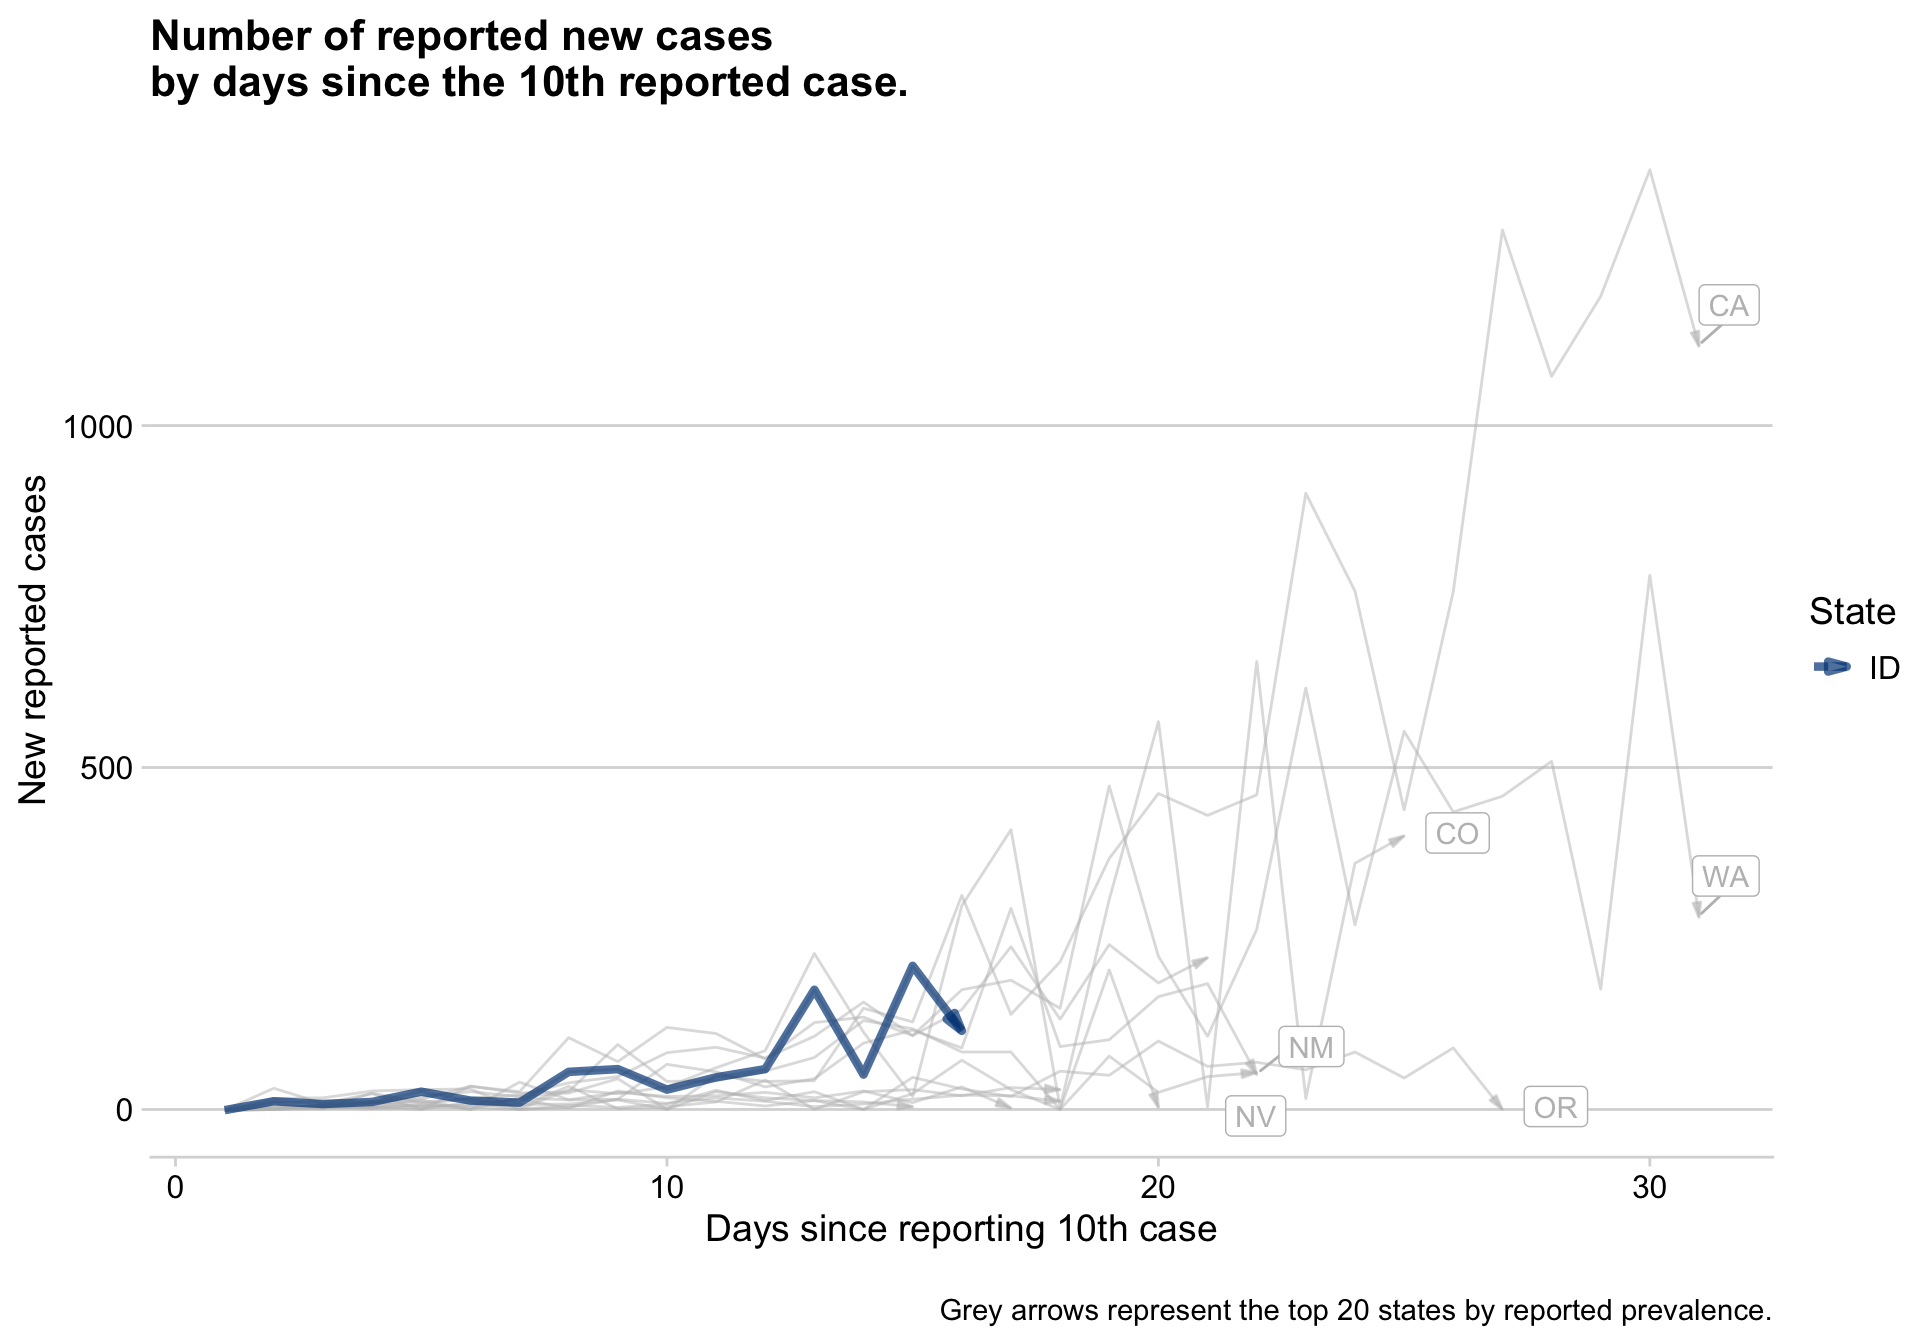 Number of reported new cases
by days since the 10th reported case.
New reported cases
1000
500
0
CA
CO
WA
NM
NV
OR
State
ID
0 10 20 30
Days since reporting 10th case
Grey arrows represent the top 20 states by reported prevalence.